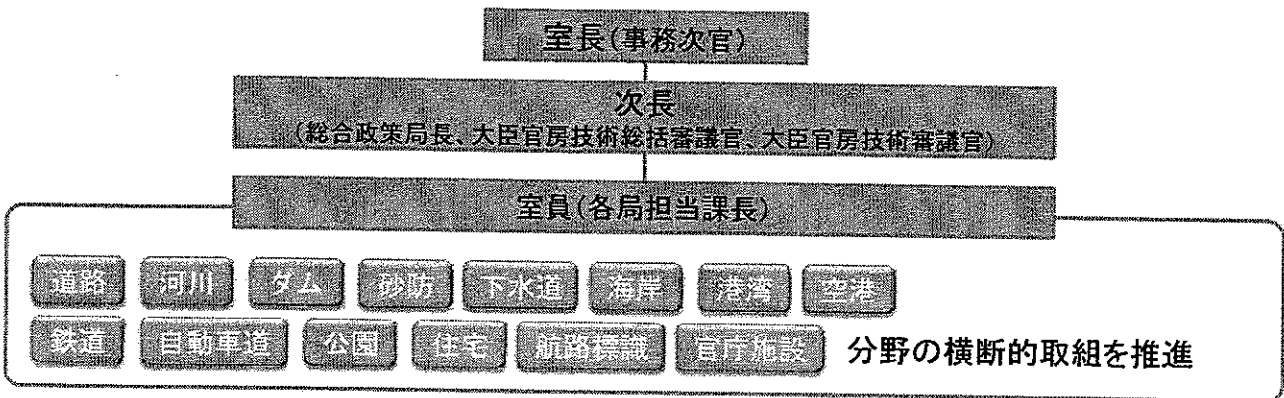 室長(事務次官)
次長
(総合政策局長、大臣官房技術総括審議官、大臣官房技術審議官)
室員(各局担当課長)
道路 河川 ダム 砂防 下水道 海岸 港湾 空港
鉄道 自動車道 公園 住宅 航路標識 官庁施設 分野の横断的取組を推進